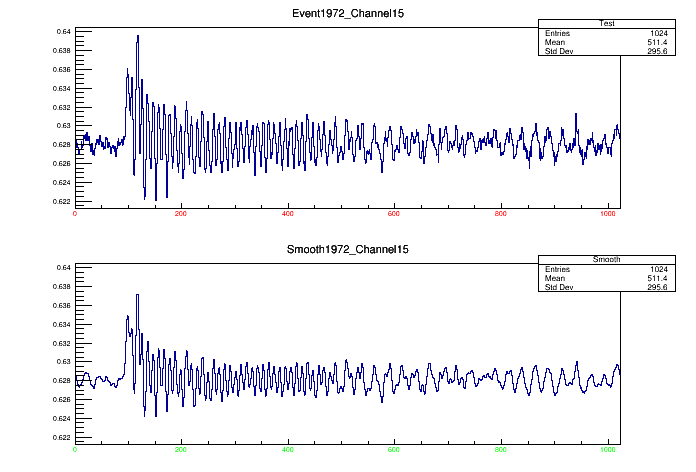 Event1972_Channel15
Test
Entries 1024
Mean 511.4
Std Dev 295.6
0.64
0.638
0.636
0.634
0.632
0.63
0.628
0.626
0.624
0.622
0 200 400 600 800 1000
Smooth1972_Channel15
Smooth
Entries 1024
Mean 511.4
Std Dev 295.6
0.64
0.638
0.636
0.634
0.632
0.63
0.628
0.626
0.624
0.622
0 200 400 600 800 1000